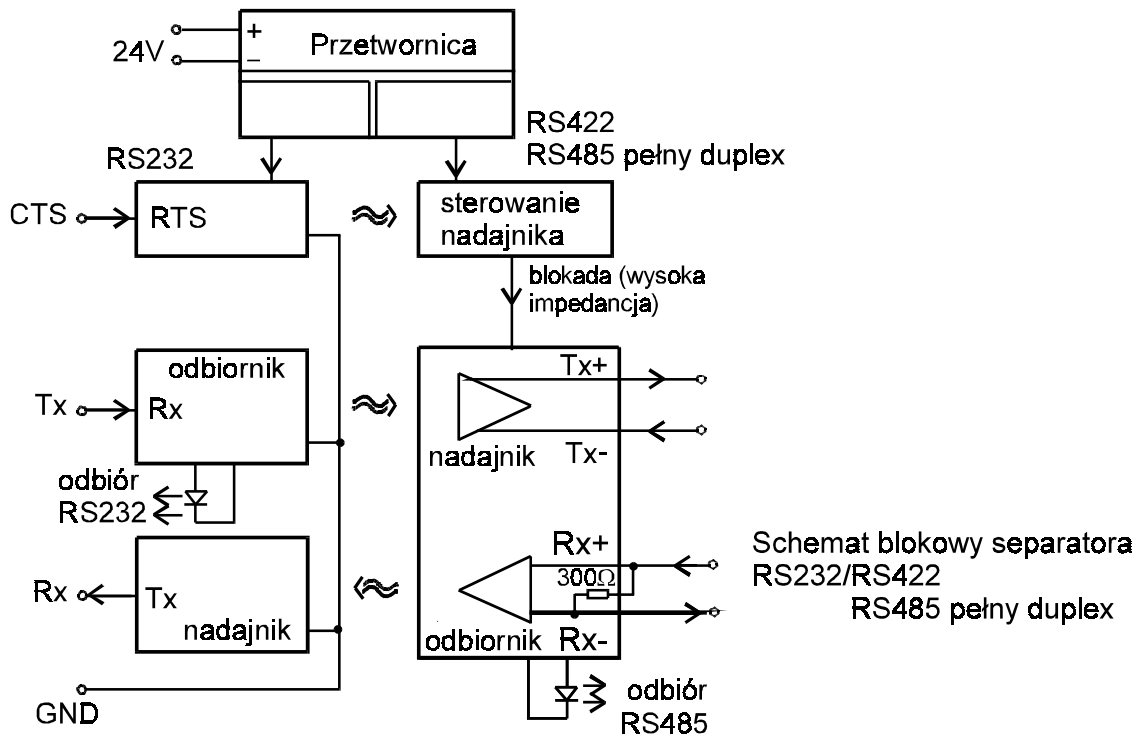 Przetwornica
+
24V
−
RS422
RS485 pełny duplex
RS232
CTS
RTS
sterowanie
nadajnika
blokada (wysoka
impedancja)
odbiornik
Tx
Rx
Tx+
Tx-
nadajnik
odbiór
RS232
Rx
Tx
nadajnik
Rx+
300Ω
Rx-
odbiornik
Schemat blokowy separatora
RS232/RS422
RS485 pełny duplex
GND
odbiór
RS485